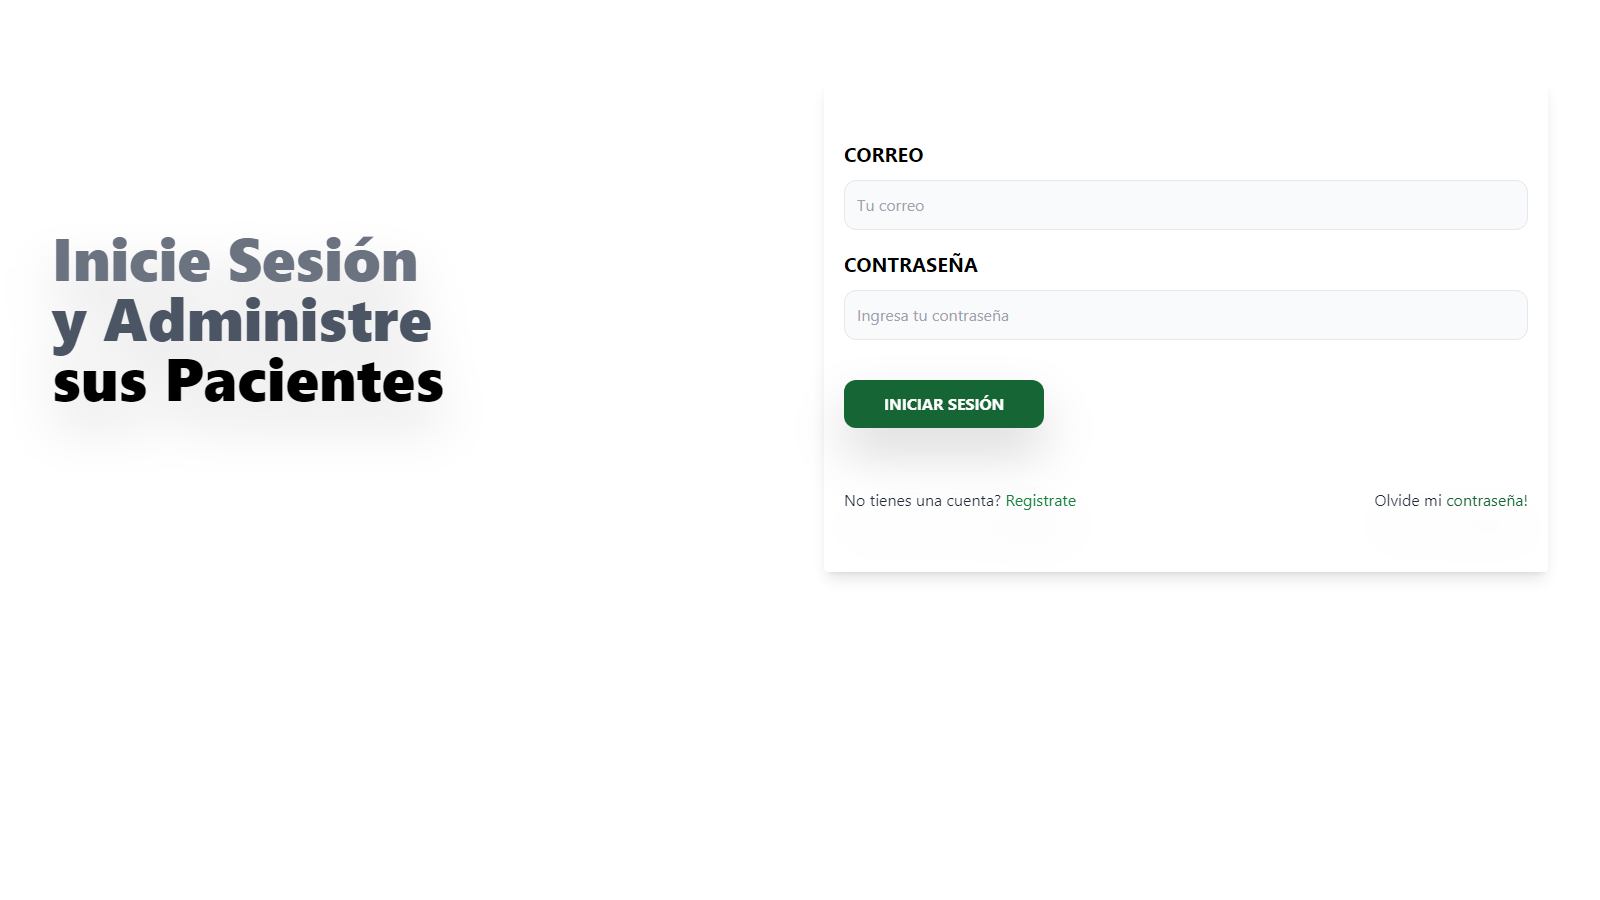 Inicie Sesión
y Administre
sus Pacientes
CORREO
Tu correo
CONTRASEÑA
Ingresa tu contraseña
INICIAR SESIÓN
No tienes una cuenta? Registrate
Olvide mi contraseña!